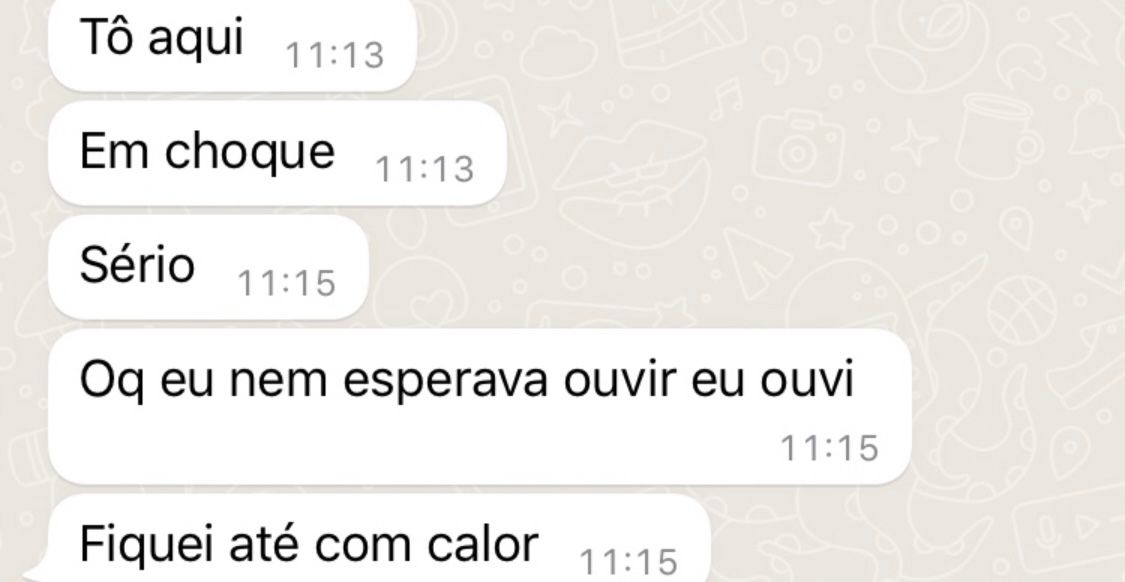 Tô aqui 11:13
Em choque 11:13
Sério 11:15
Oq eu nem esperava ouvir eu ouvi
11:15
Fiquei até com calor 11:15